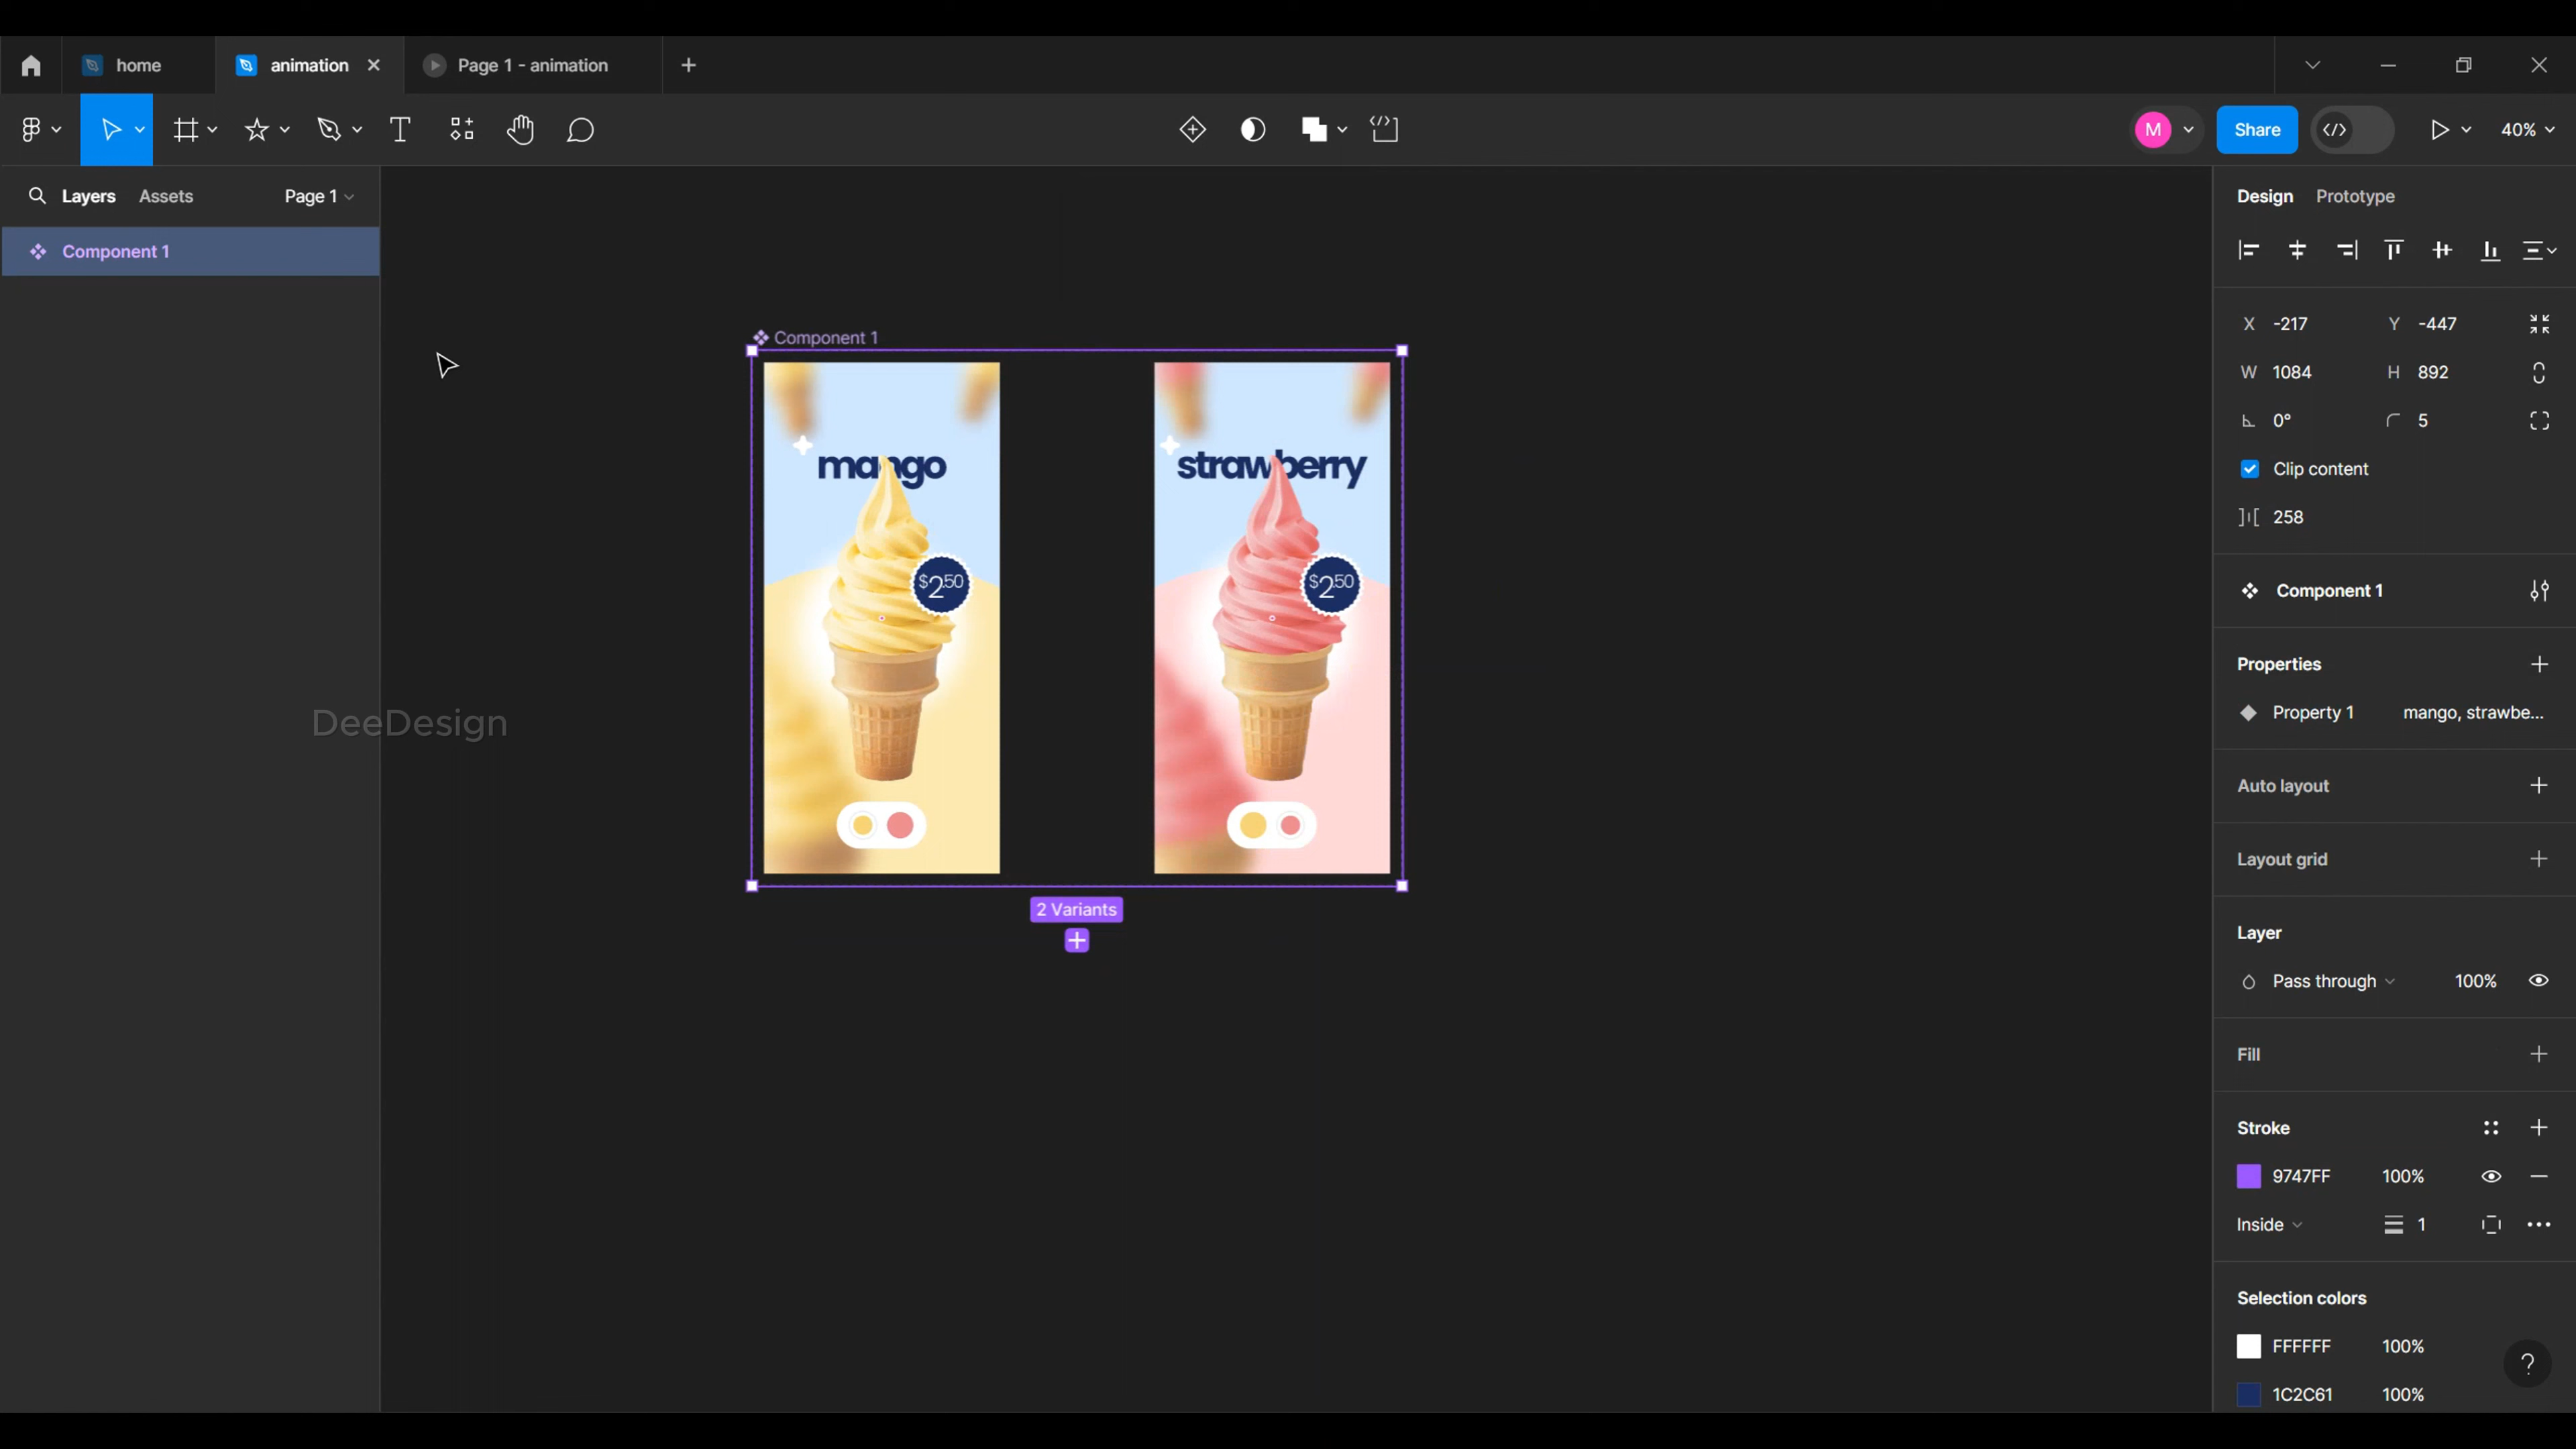 home
animation
Page 1 - animation
M
Share
40%
Layers
Assets
Page 1
Component 1
Component 1
mango
$2.50
strawberry
$2.50
2 Variants
DeeDesign
Design
Prototype
X -217
Y -447
W 1084
H 892
0°
5
Clip content
258
Component 1
Properties
Property 1
mango, strawbe...
Auto layout
Layout grid
Layer
Pass through
100%
Fill
Stroke
9747FF
100%
Inside
1
Selection colors
FFFFFF
100%
?
1C2C61
100%